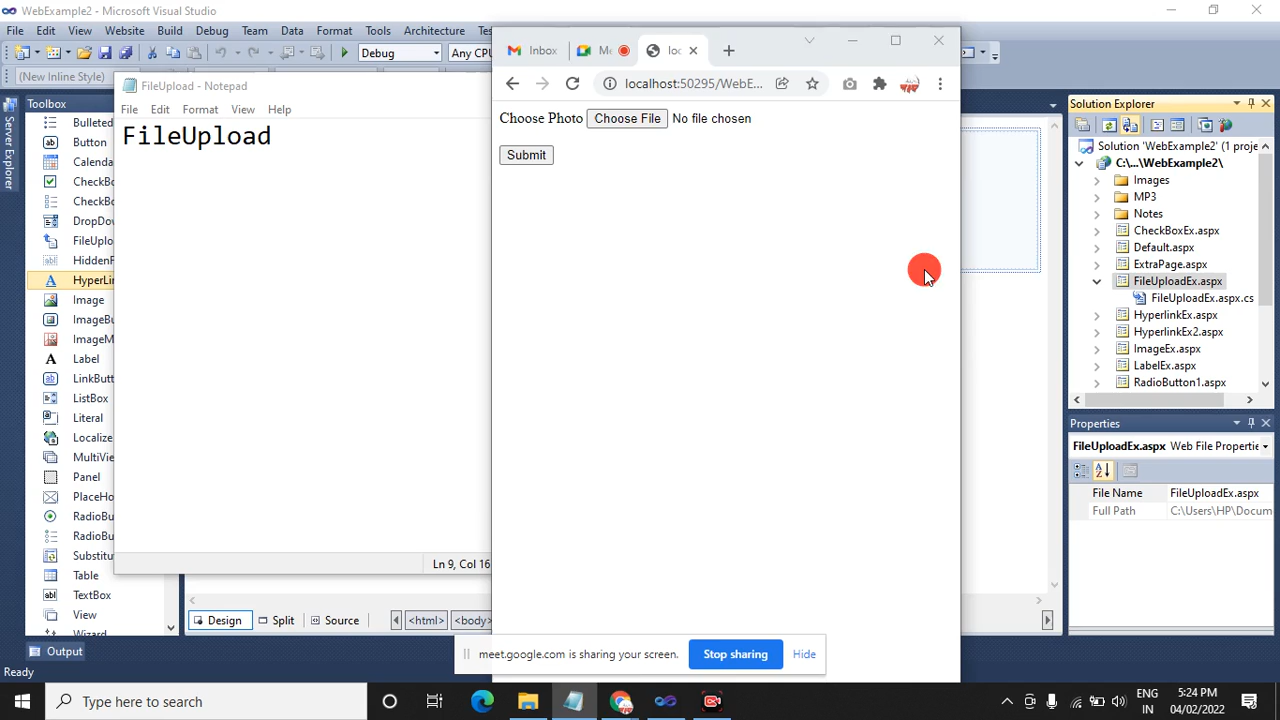 WebExample2 - Microsoft Visual Studio
File Edit View Website Build Debug Team Data Format Tools Architecture Tes
Debug
Any CPU
(New Inline Style)
Server Explorer
Toolbox
Bulleted
Button
Calenda
CheckBo
CheckBo
DropDov
FileUplo
HiddenF
HyperLin
Image
ImageBu
ImageM
Label
LinkButt
ListBox
Literal
Localize
MultiVie
Panel
PlaceHo
RadioBu
RadioBu
Substitu
Table
TextBox
View
Wizard
FileUpload - Notepad
File Edit Format View Help
FileUpload
Ln 9, Col 16
Inbox
Me
loc
localhost:50295/WebE...
Choose Photo Choose File No file chosen
Submit
Solution Explorer
Solution 'WebExample2' (1 proje
C:\...\WebExample2\
Images
MP3
Notes
CheckBoxEx.aspx
Default.aspx
ExtraPage.aspx
FileUploadEx.aspx
FileUploadEx.aspx.cs
HyperlinkEx.aspx
HyperlinkEx2.aspx
ImageEx.aspx
LabelEx.aspx
RadioButton1.aspx
Properties
FileUploadEx.aspx Web File Propertie
File Name FileUploadEx.aspx
Full Path C:\Users\HP\Docum
Design Split Source <html> <body>
meet.google.com is sharing your screen. Stop sharing Hide
Output
Ready
Type here to search
ENG
IN
5:24 PM
04/02/2022